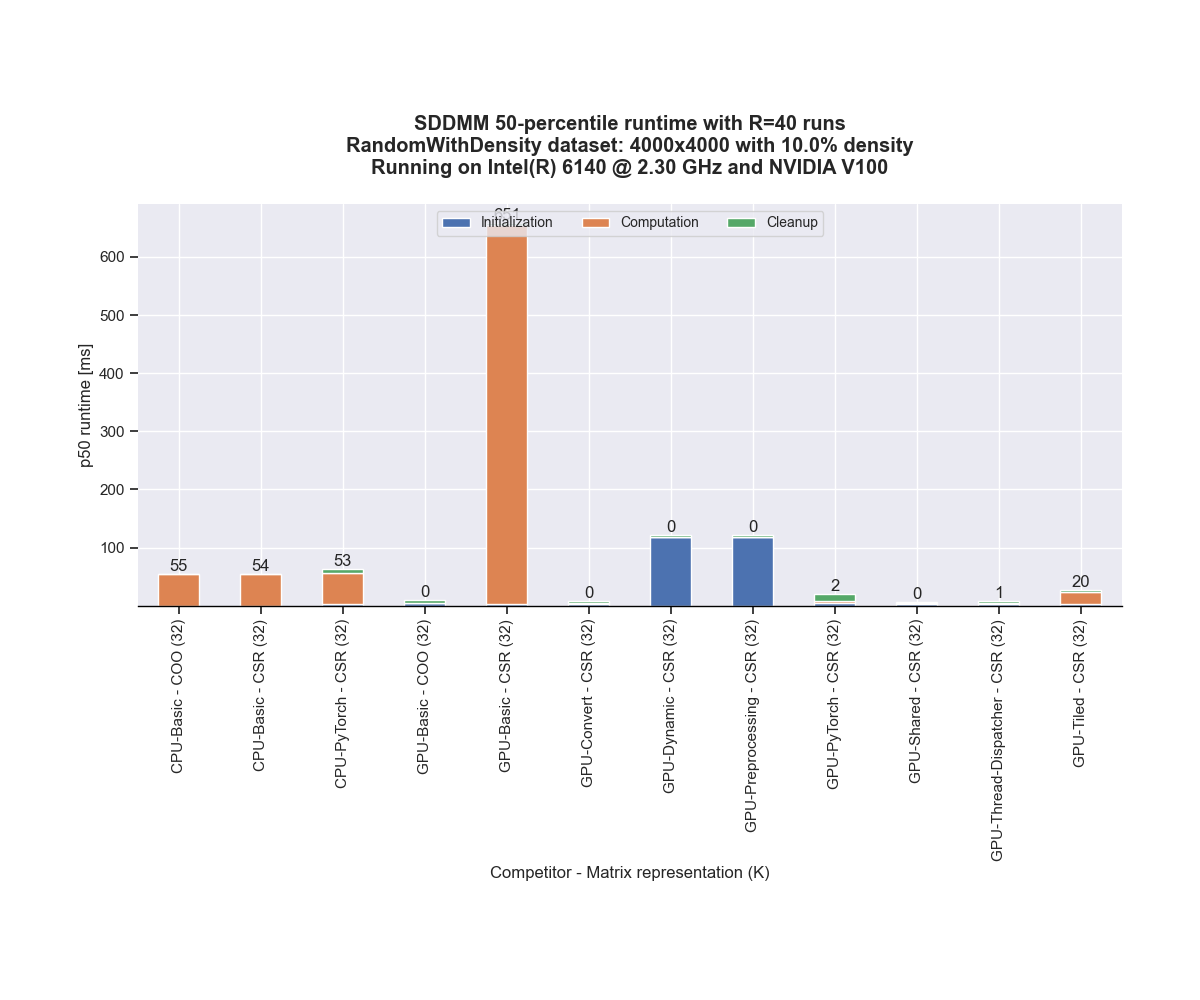 SDDMM 50-percentile runtime with R=40 runs
RandomWithDensity dataset: 4000x4000 with 10.0% density
Running on Intel(R) 6140 @ 2.30 GHz and NVIDIA V100
651
Initialization Computation Cleanup
p50 runtime [ms]
600
500
400
300
200
100
55 54 53 0 0 0 0 2 0 1 20
CPU-Basic - COO (32)
CPU-Basic - CSR (32)
CPU-PyTorch - CSR (32)
GPU-Basic - COO (32)
GPU-Basic - CSR (32)
GPU-Convert - CSR (32)
GPU-Dynamic - CSR (32)
GPU-Preprocessing - CSR (32)
GPU-PyTorch - CSR (32)
GPU-Shared - CSR (32)
GPU-Thread-Dispatcher - CSR (32)
GPU-Tiled - CSR (32)
Competitor - Matrix representation (K)